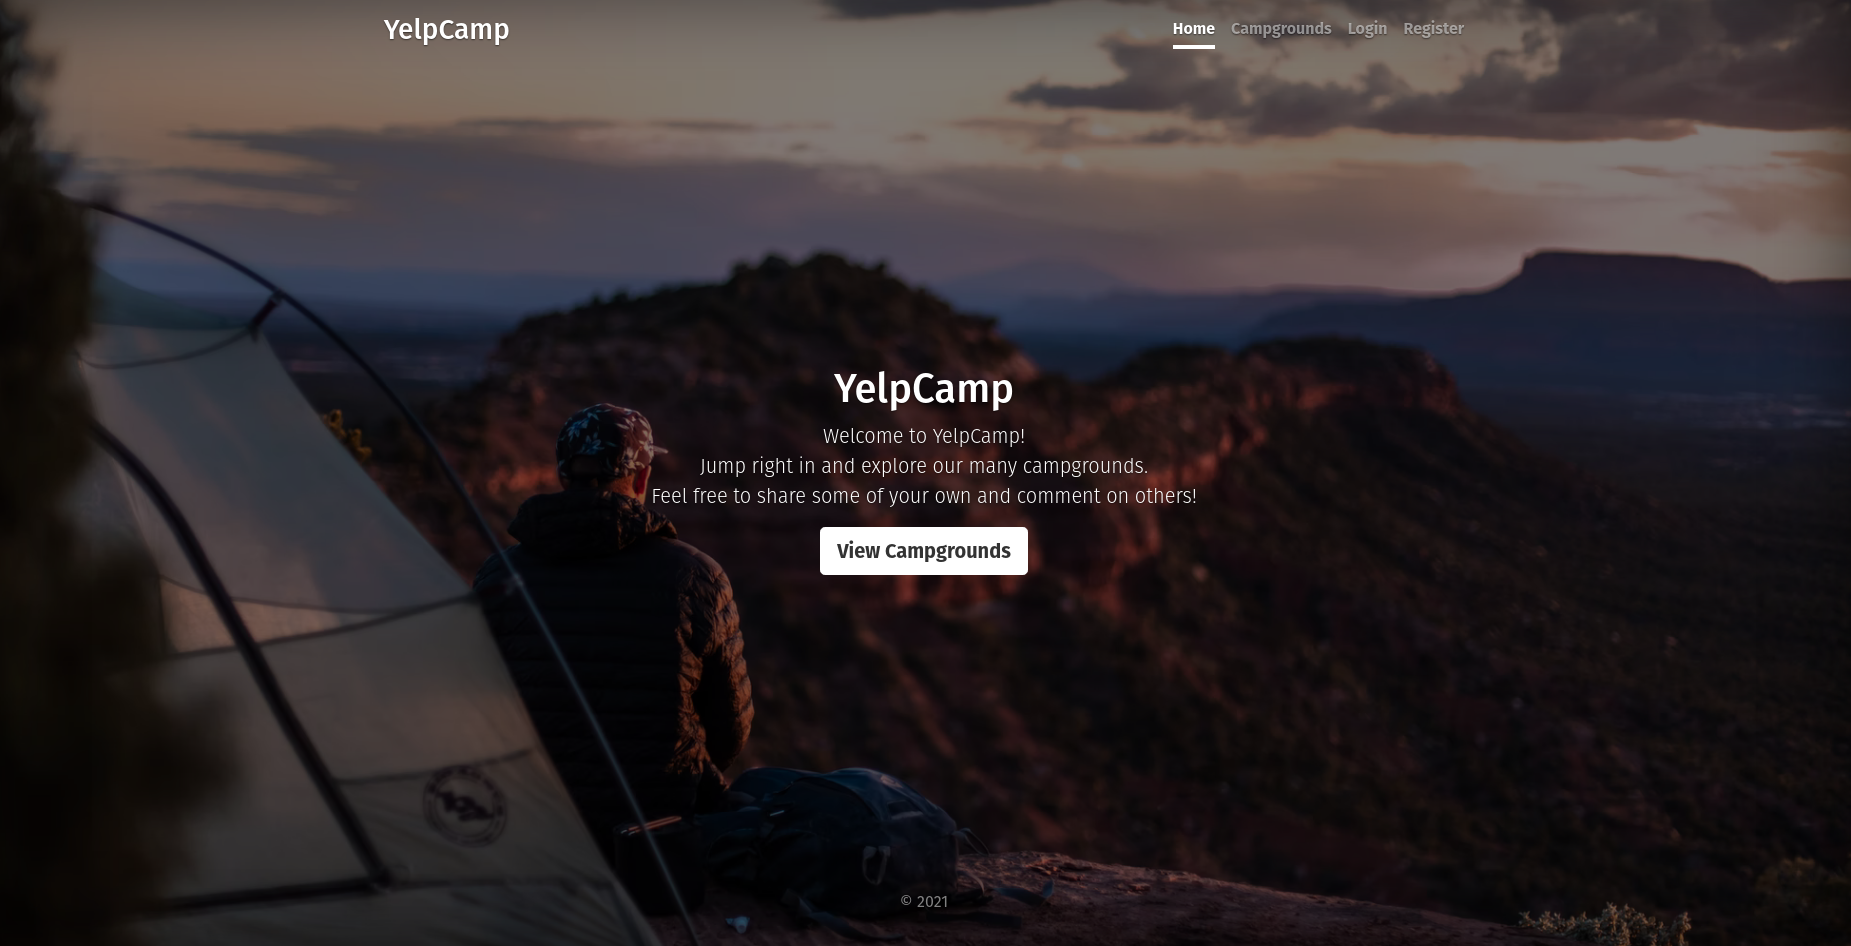 YelpCamp
Home Campgrounds Login Register
YelpCamp
Welcome to YelpCamp!
Jump right in and explore our many campgrounds.
Feel free to share some of your own and comment on others!
View Campgrounds
© 2021